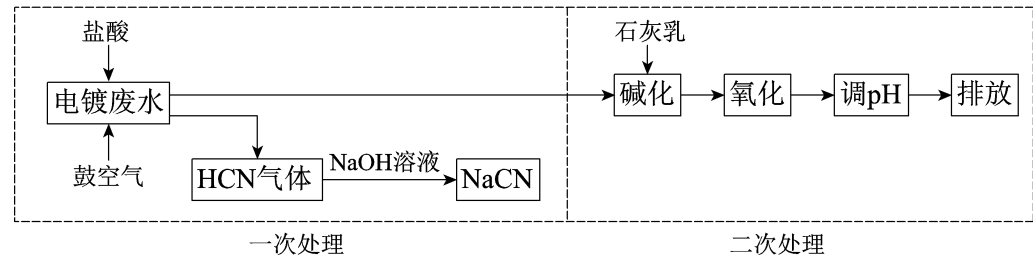 盐酸
石灰乳
电镀废水
碱化
氧化
调pH
排放
鼓空气
HCN气体
NaOH溶液
NaCN
一次处理
二次处理